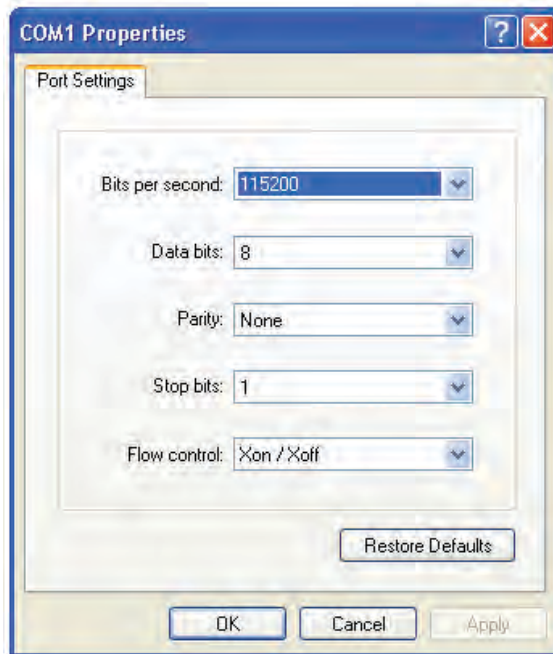 COM1 Properties
Port Settings
Bits per second: 115200
Data bits: 8
Parity: None
Stop bits: 1
Flow control: Xon / Xoff
Restore Defaults
OK Cancel Apply